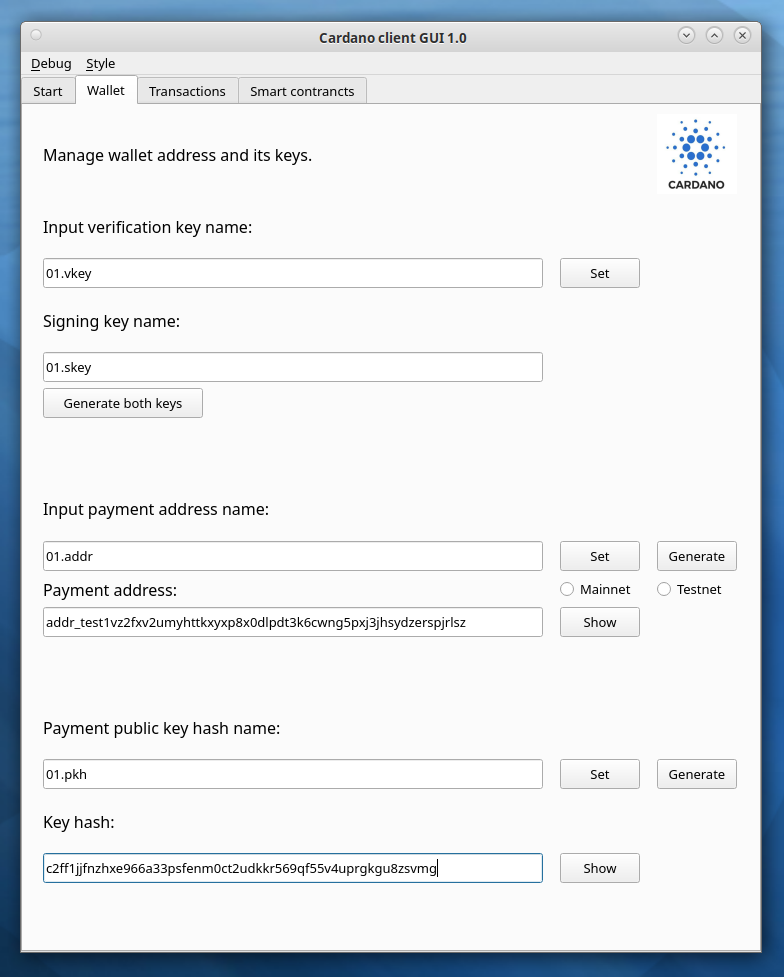 Cardano client GUI 1.0
Debug Style
Start Wallet Transactions Smart contrancts
Manage wallet address and its keys.
CARDANO
Input verification key name:
01.vkey Set
Signing key name:
01.skey
Generate both keys
Input payment address name:
01.addr Set Generate
Payment address: Mainnet Testnet
addr_test1vz2fxv2umyhttkxyxp8x0dlpdt3k6cwng5pxj3jhsydzerspjrlsz Show
Payment public key hash name:
01.pkh Set Generate
Key hash:
c2ff1jjfnzhxe966a33psfenm0ct2udkkr569qf55v4uprgkgu8zsvmg Show